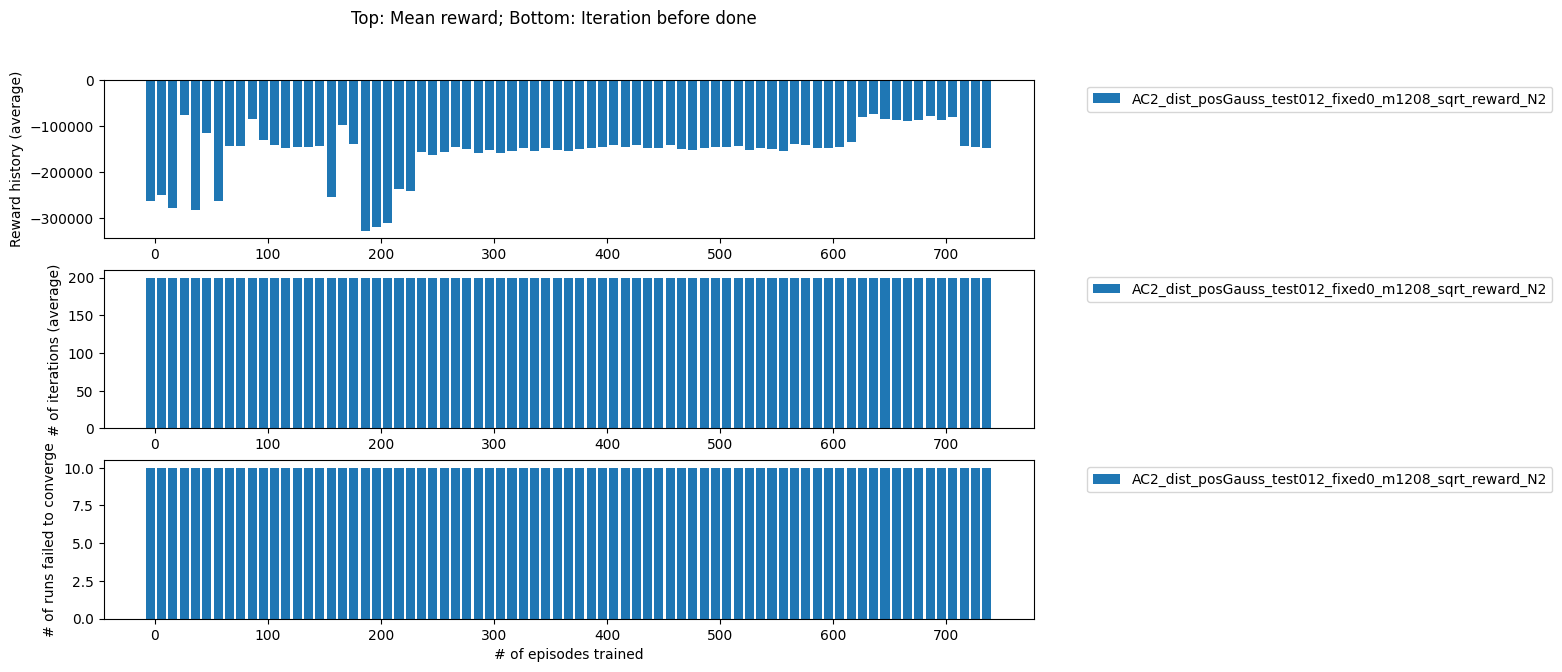 Top: Mean reward; Bottom: Iteration before done
Reward history (average)
0
−100000
−200000
−300000
0 100 200 300 400 500 600 700
AC2_dist_posGauss_test012_fixed0_m1208_sqrt_reward_N2
# of iterations (average)
200
150
100
50
0
0 100 200 300 400 500 600 700
AC2_dist_posGauss_test012_fixed0_m1208_sqrt_reward_N2
# of runs failed to converge
10.0
7.5
5.0
2.5
0.0
0 100 200 300 400 500 600 700
# of episodes trained
AC2_dist_posGauss_test012_fixed0_m1208_sqrt_reward_N2